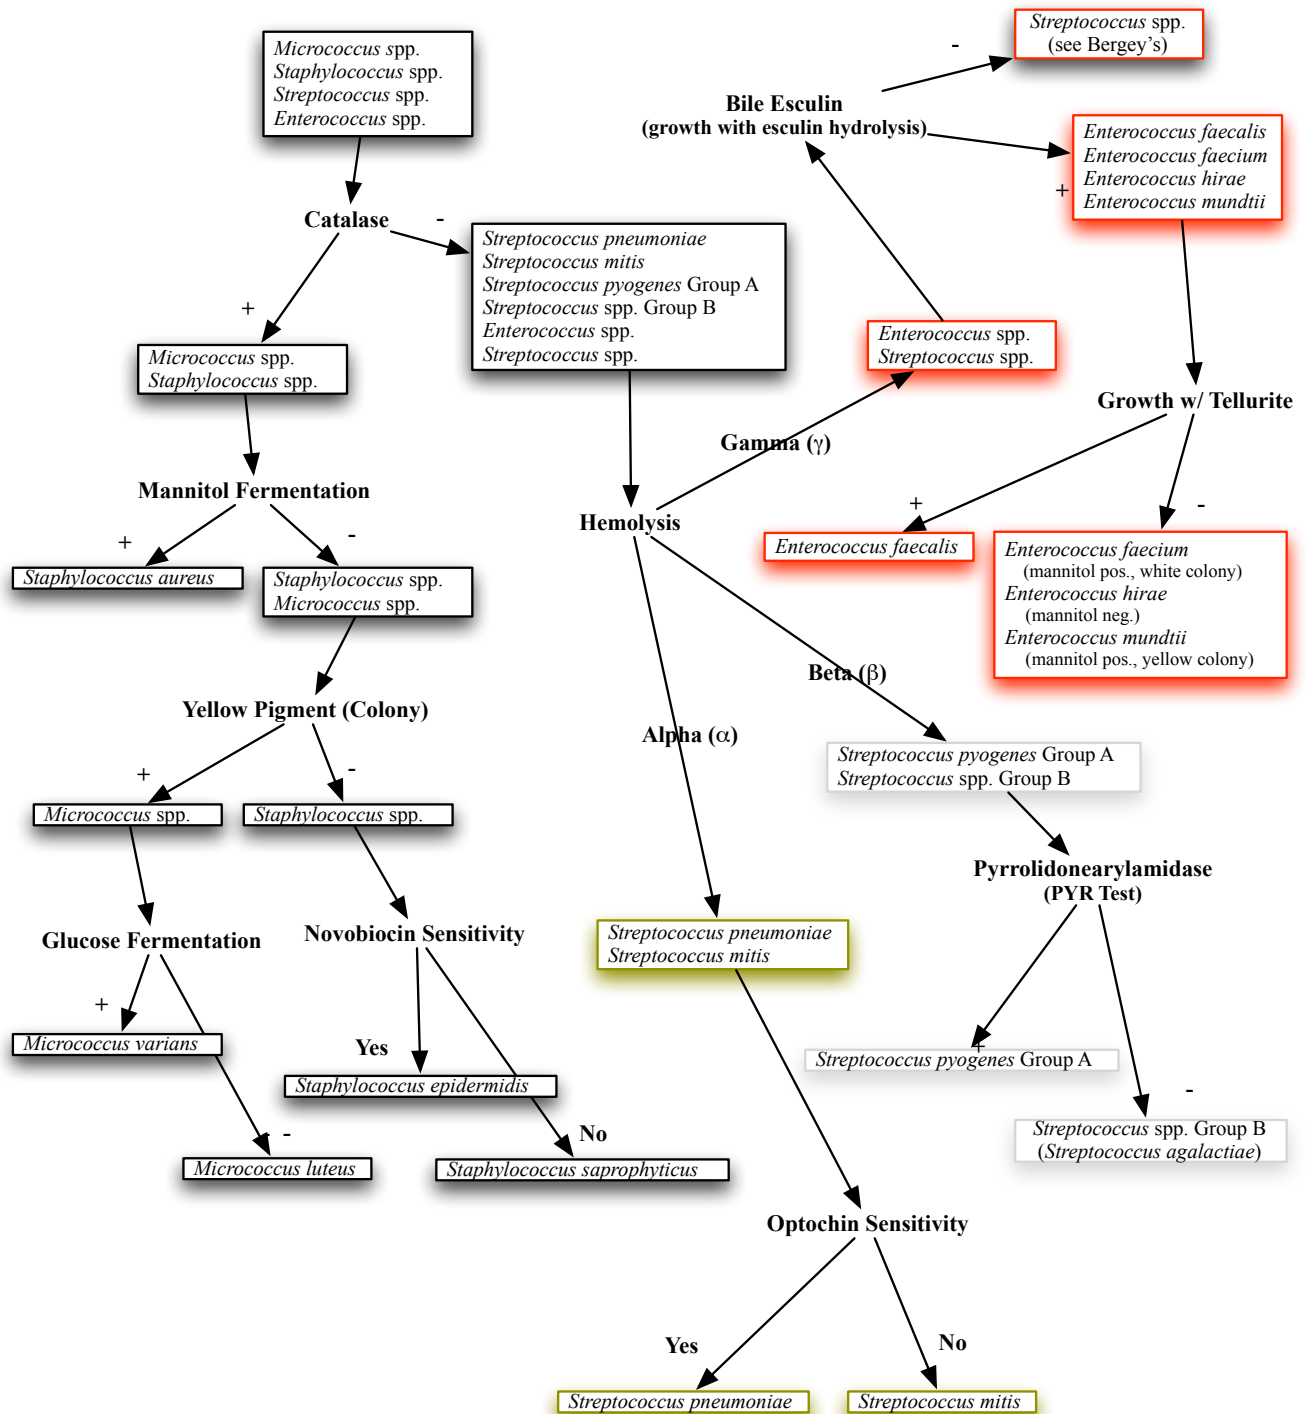 Micrococcus spp.
Staphylococcus spp.
Streptococcus spp.
Enterococcus spp.
Catalase
-
+
Streptococcus pneumoniae
Streptococcus mitis
Streptococcus pyogenes Group A
Streptococcus spp. Group B
Enterococcus spp.
Streptococcus spp.
Micrococcus spp.
Staphylococcus spp.
Mannitol Fermentation
+
-
Staphylococcus aureus
Staphylococcus spp.
Micrococcus spp.
Yellow Pigment (Colony)
+
-
Micrococcus spp.
Staphylococcus spp.
Glucose Fermentation
+
Micrococcus varians
- -
Micrococcus luteus
Novobiocin Sensitivity
Yes
Staphylococcus epidermidis
No
Staphylococcus saprophyticus
Hemolysis
Gamma (γ)
Beta (β)
Alpha (α)
Enterococcus spp.
Streptococcus spp.
Bile Esculin
(growth with esculin hydrolysis)
-
Streptococcus spp.
(see Bergey's)
+
Enterococcus faecalis
Enterococcus faecium
Enterococcus hirae
Enterococcus mundtii
Growth w/ Tellurite
+
-
Enterococcus faecalis
Enterococcus faecium
(mannitol pos., white colony)
Enterococcus hirae
(mannitol neg.)
Enterococcus mundtii
(mannitol pos., yellow colony)
Streptococcus pyogenes Group A
Streptococcus spp. Group B
Pyrrolidonearylamidase
(PYR Test)
+
Streptococcus pyogenes Group A
-
Streptococcus spp. Group B
(Streptococcus agalactiae)
Streptococcus pneumoniae
Streptococcus mitis
Optochin Sensitivity
Yes
No
Streptococcus pneumoniae
Streptococcus mitis